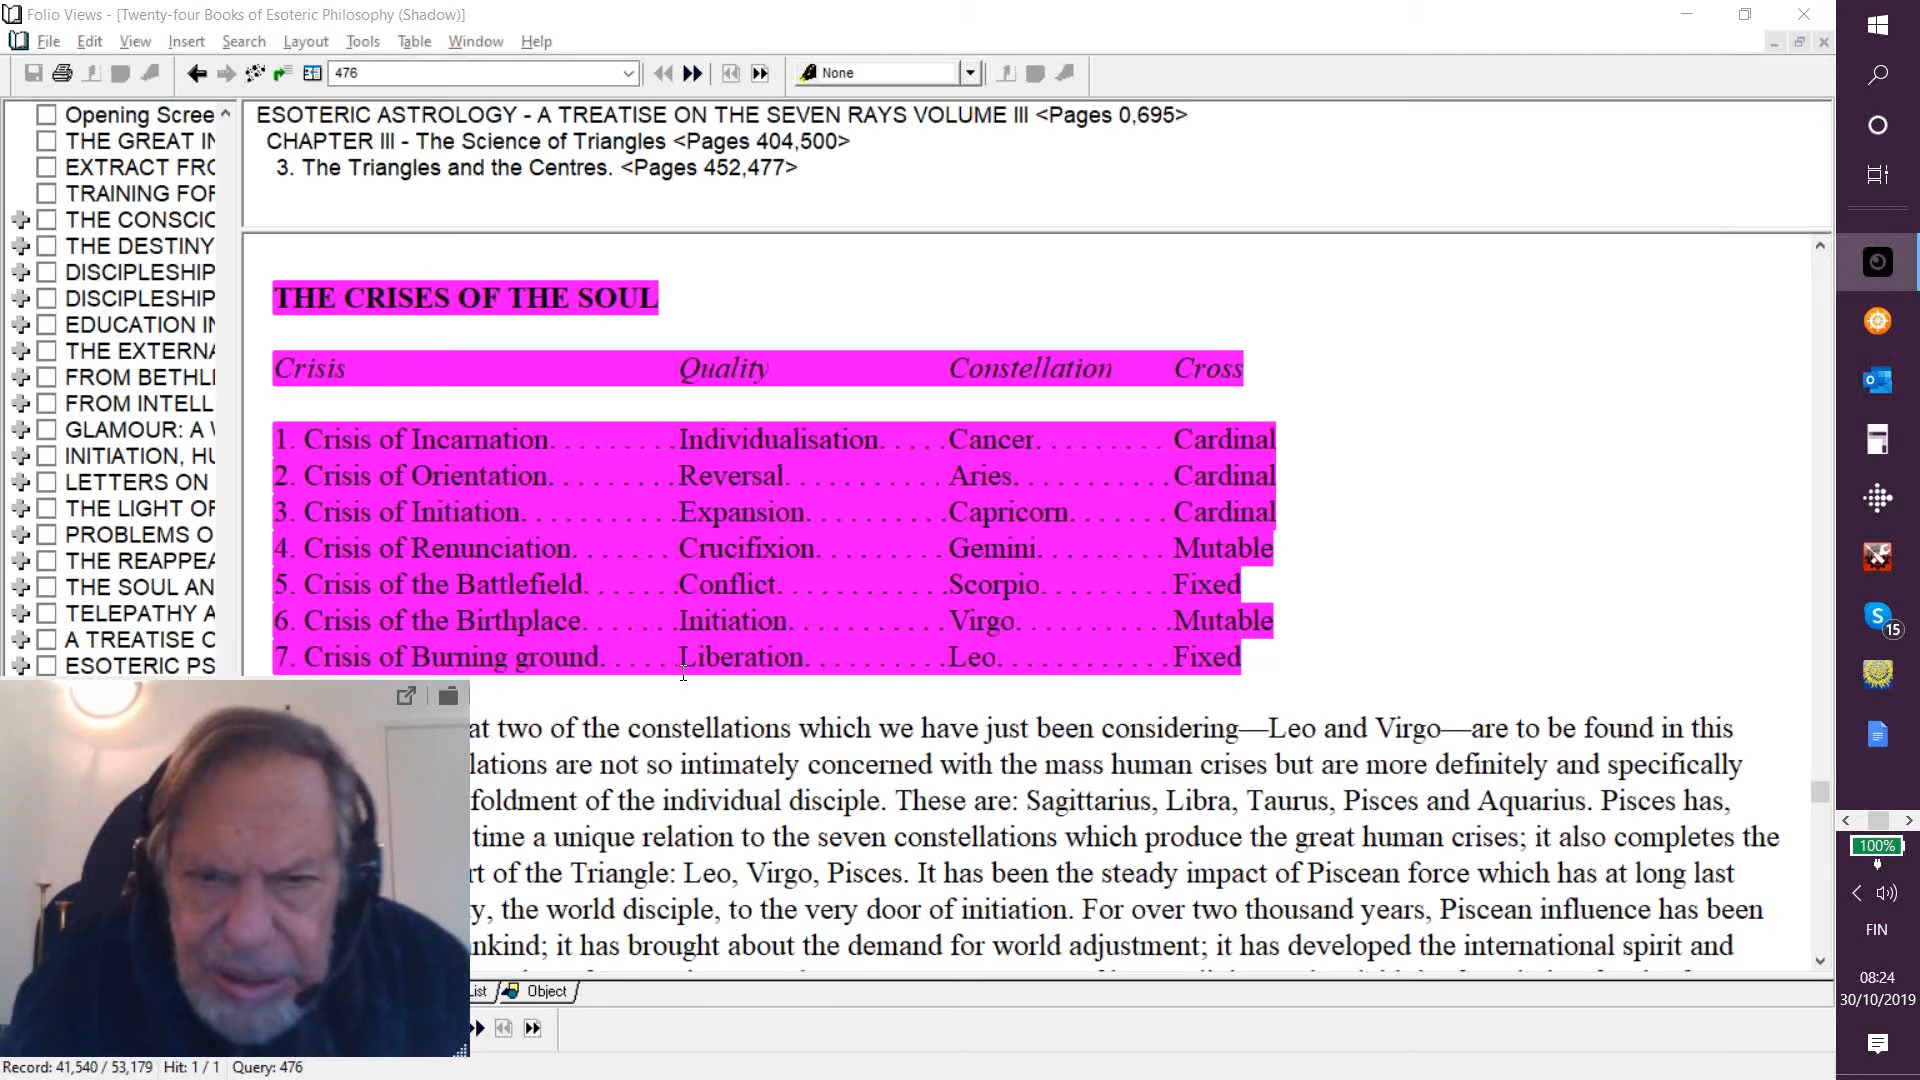 Folio Views - [Twenty-four Books of Esoteric Philosophy (Shadow)]
File Edit View Insert Search Layout Tools Table Window Help
476
None
Opening Scree
THE GREAT IN
EXTRACT FRO
TRAINING FOR
THE CONSCIO
THE DESTINY
DISCIPLESHIP
DISCIPLESHIP
EDUCATION IN
THE EXTERNA
FROM BETHLE
FROM INTELL
GLAMOUR: A W
INITIATION, HU
LETTERS ON
THE LIGHT OF
PROBLEMS O
THE REAPPEA
THE SOUL AN
TELEPATHY A
A TREATISE O
ESOTERIC PS
ESOTERIC ASTROLOGY - A TREATISE ON THE SEVEN RAYS VOLUME III <Pages 0,695>
CHAPTER III - The Science of Triangles <Pages 404,500>
3. The Triangles and the Centres. <Pages 452,477>
THE CRISES OF THE SOUL
Crisis Quality Constellation Cross
1. Crisis of Incarnation. . . . . . . . .Individualisation. . . . .Cancer. . . . . . . . . Cardinal
2. Crisis of Orientation. . . . . . . . .Reversal. . . . . . . . . . .Aries. . . . . . . . . . .Cardinal
3. Crisis of Initiation. . . . . . . . . . .Expansion. . . . . . . . . .Capricorn. . . . . . . Cardinal
4. Crisis of Renunciation. . . . . . . Crucifixion. . . . . . . . .Gemini. . . . . . . . . Mutable
5. Crisis of the Battlefield. . . . . . .Conflict. . . . . . . . . . . .Scorpio. . . . . . . . . Fixed
6. Crisis of the Birthplace. . . . . . .Initiation. . . . . . . . . . .Virgo. . . . . . . . . . .Mutable
7. Crisis of Burning ground. . . . . .Liberation. . . . . . . . . .Leo. . . . . . . . . . . . Fixed
at two of the constellations which we have just been considering—Leo and Virgo—are to be found in this
lations are not so intimately concerned with the mass human crises but are more definitely and specifically
foldment of the individual disciple. These are: Sagittarius, Libra, Taurus, Pisces and Aquarius. Pisces has,
time a unique relation to the seven constellations which produce the great human crises; it also completes the
rt of the Triangle: Leo, Virgo, Pisces. It has been the steady impact of Piscean force which has at long last
y, the world disciple, to the very door of initiation. For over two thousand years, Piscean influence has been
nkind; it has brought about the demand for world adjustment; it has developed the international spirit and
ist Object
Record: 41,540 / 53,179 Hit: 1 / 1 Query: 476
15
100%
FIN
08:24
30/10/2019